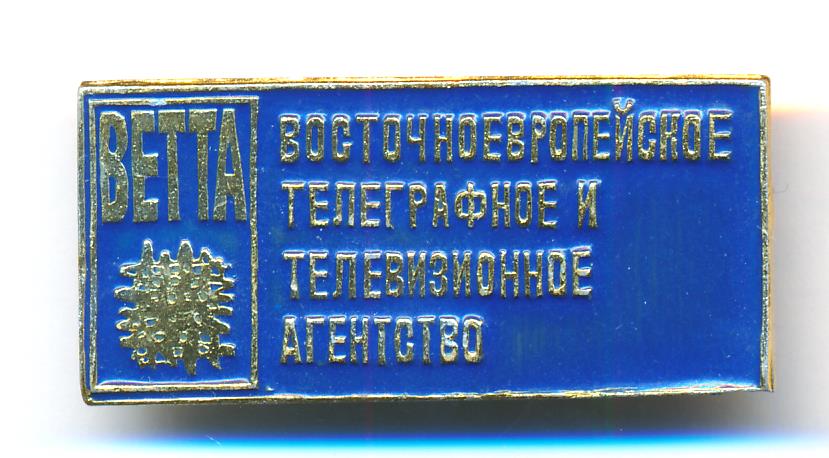 ВЕТТА
ВОСТОЧНОЕВРОПЕЙСКОЕ
ТЕЛЕГРАФНОЕ И
ТЕЛЕВИЗИОННОЕ
АГЕНТСТВО